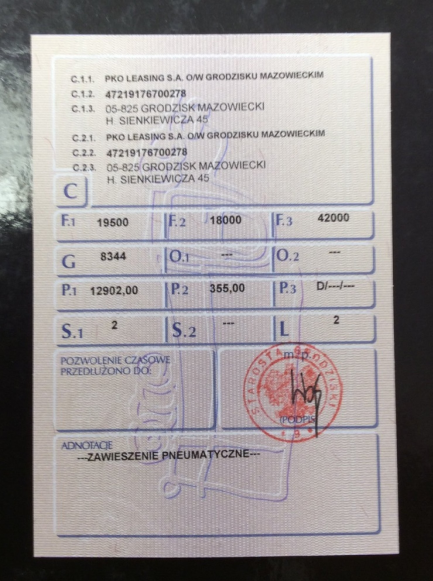 C.1.1. PKO LEASING S.A. O/W GRODZISKU MAZOWIECKIM
C.1.2. 47219176700278
C.1.3. 05-825 GRODZISK MAZOWIECKI
H. SIENKIEWICZA 45
C.2.1. PKO LEASING S.A. O/W GRODZISKU MAZOWIECKIM
C.2.2. 47219176700278
C.2.3. 05-825 GRODZISK MAZOWIECKI
H. SIENKIEWICZA 45
C
F.1 19500 F.2 18000 F.3 42000
G 8344 O.1 --- O.2 ---
P.1 12902,00 P.2 355,00 P.3 D/---/---
S.1 2 S.2 --- L 2
POZWOLENIE CZASOWE
PRZEDŁUŻONO DO:
m.p.
STAROSTA GRODZISKI
(PODPIS)
* 9 *
ADNOTACJE
---ZAWIESZENIE PNEUMATYCZNE---